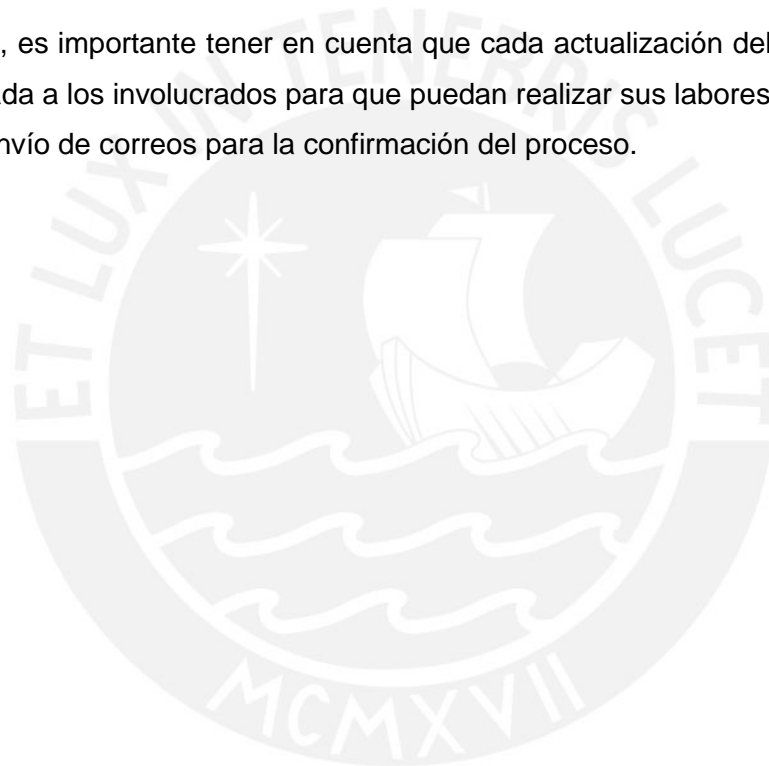 , es importante tener en cuenta que cada actualización del
ada a los involucrados para que puedan realizar sus labores
nvío de correos para la confirmación del proceso.
ET LUX IN TENEBRIS LUCET
MCMXVII